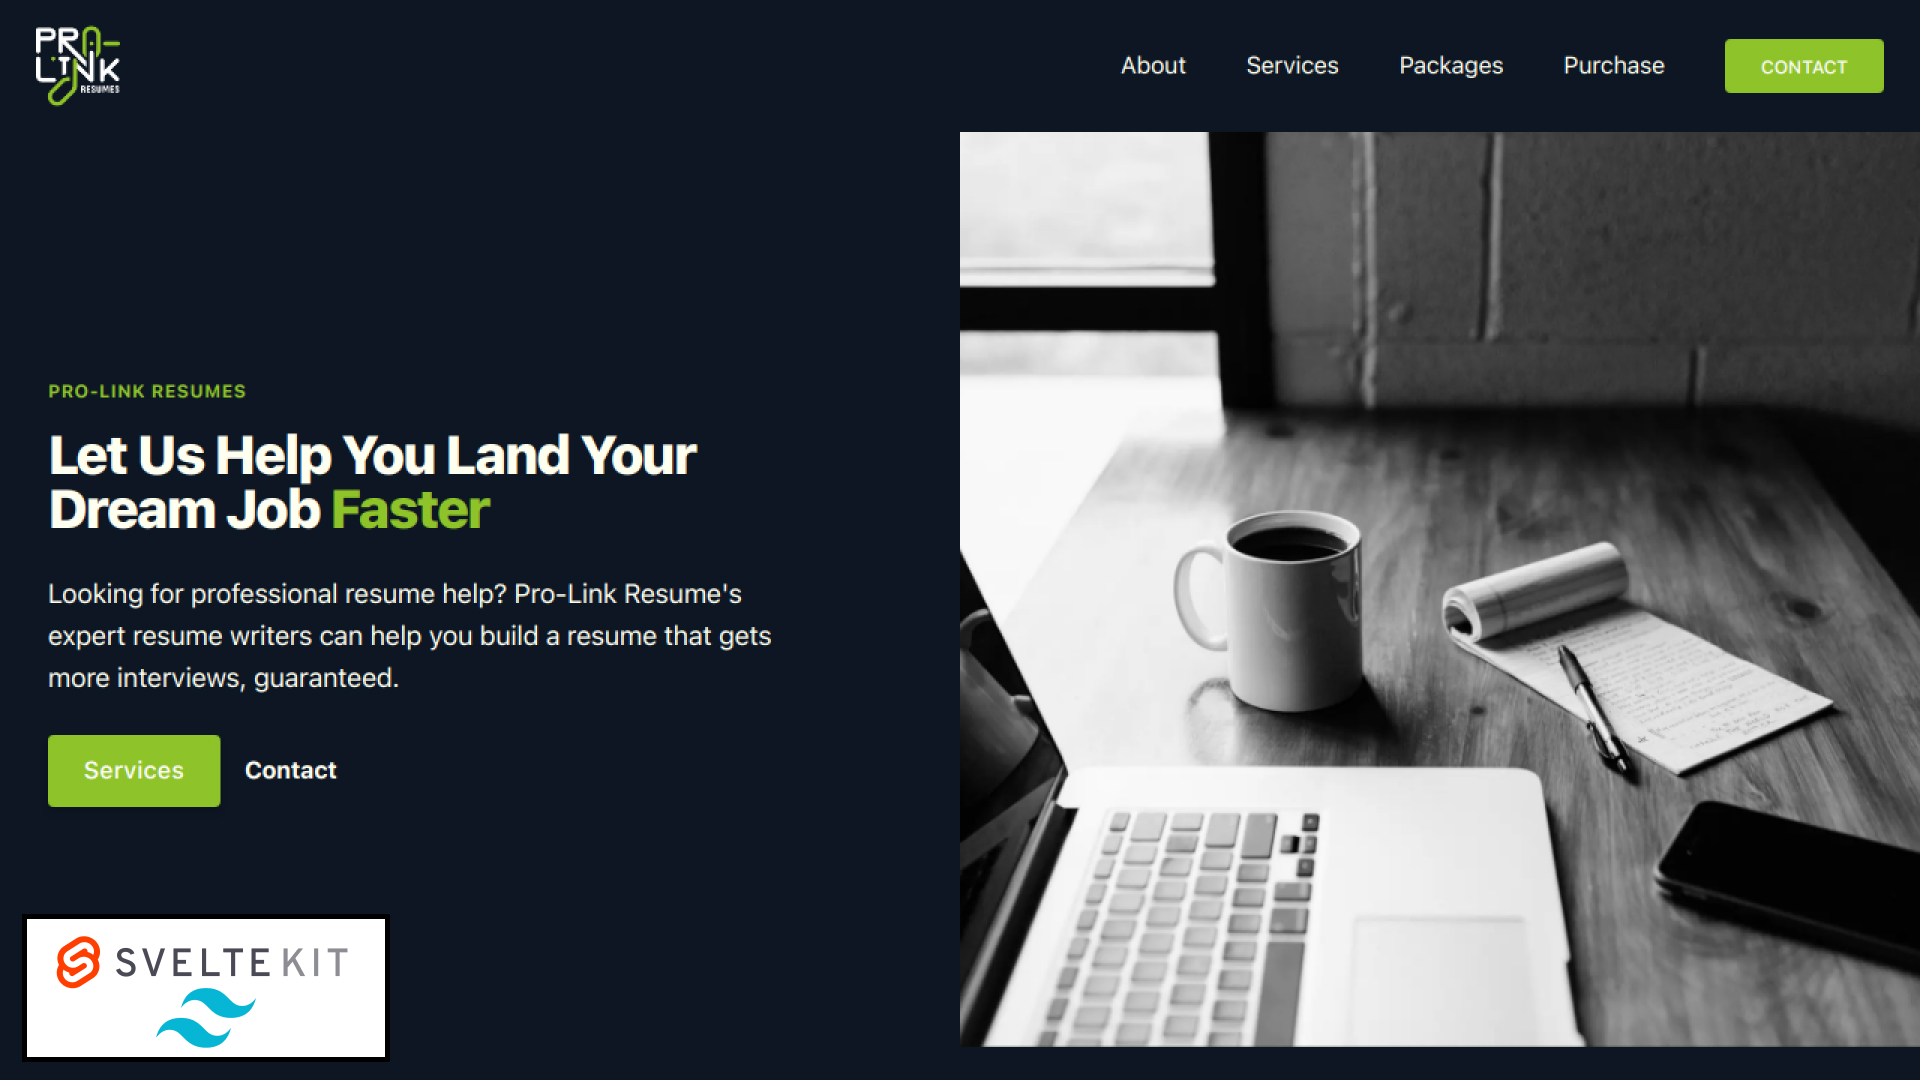 PRO-
LINK
RESUMES
About
Services
Packages
Purchase
CONTACT
PRO-LINK RESUMES
Let Us Help You Land Your
Dream Job Faster
Looking for professional resume help? Pro-Link Resume's
expert resume writers can help you build a resume that gets
more interviews, guaranteed.
Services
Contact
SVELTEKIT